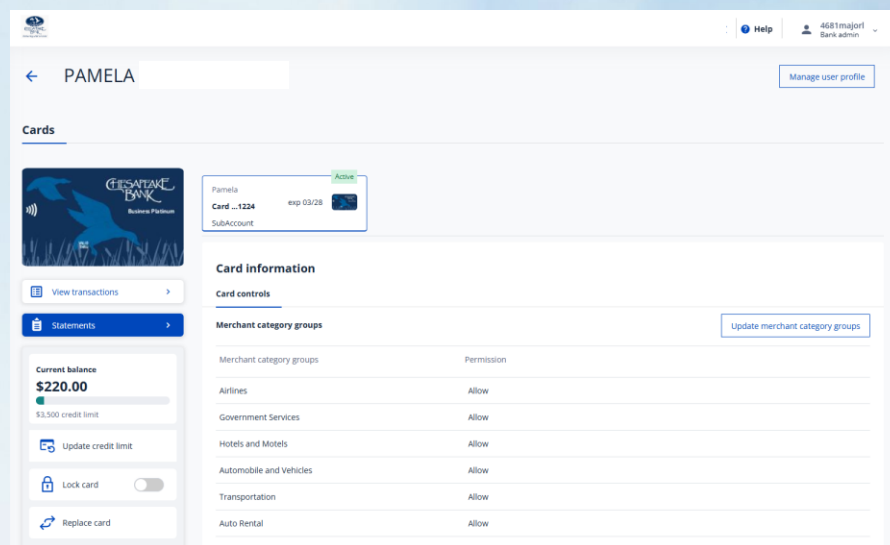 CHESAPEAKE
BANK
Help
4681majorl
Bank admin
PAMELA
Manage user profile
Cards
CHESAPEAKE
BANK
Business Platinum
Active
Pamela
Card ...1224
exp 03/28
SubAccount
View transactions
Statements
Current balance
$220.00
$3,500 credit limit
Update credit limit
Lock card
Replace card
Card information
Card controls
Merchant category groups
Update merchant category groups
Merchant category groups Permission
Airlines Allow
Government Services Allow
Hotels and Motels Allow
Automobile and Vehicles Allow
Transportation Allow
Auto Rental Allow